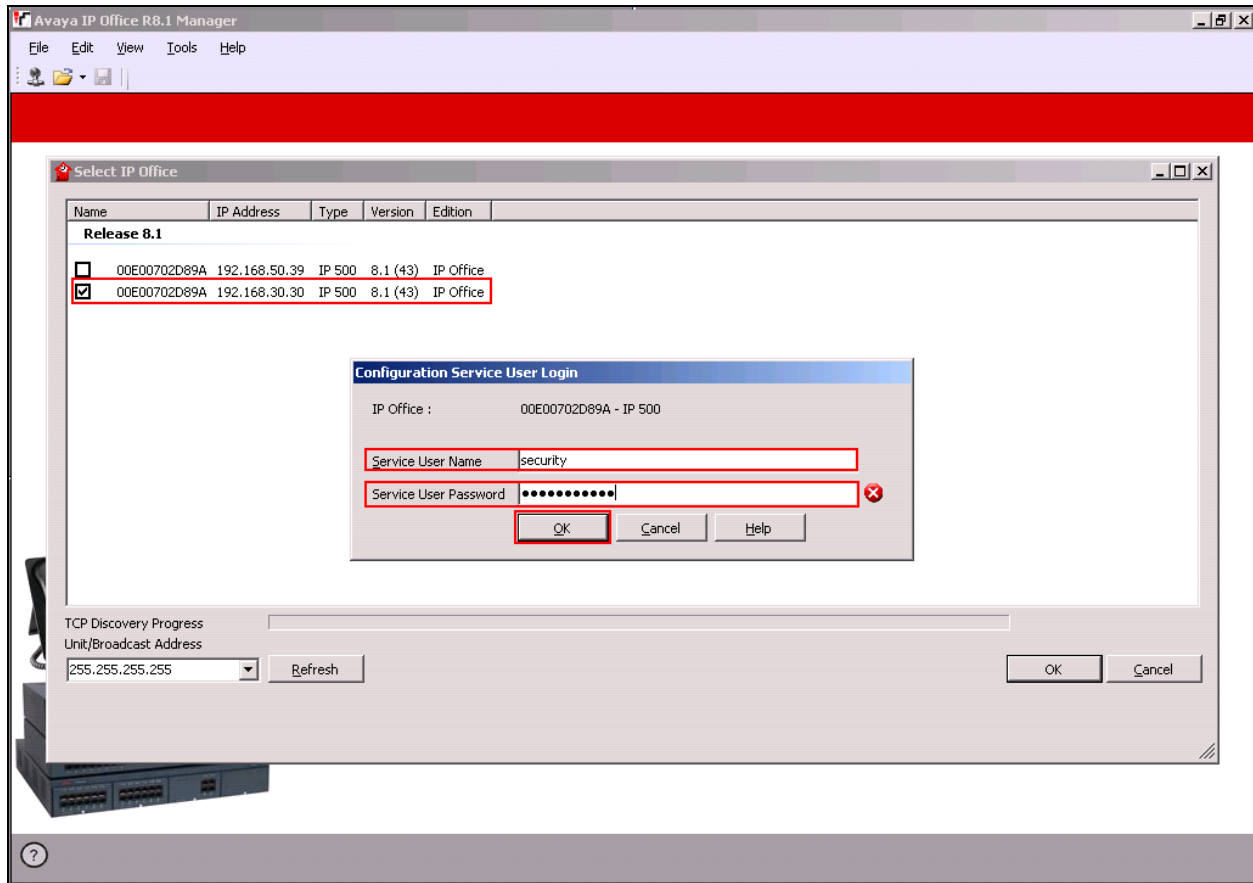 Avaya IP Office R8.1 Manager
File Edit View Tools Help
Select IP Office
Name IP Address Type Version Edition
Release 8.1
00E00702D89A 192.168.50.39 IP 500 8.1 (43) IP Office
00E00702D89A 192.168.30.30 IP 500 8.1 (43) IP Office
Configuration Service User Login
IP Office : 00E00702D89A - IP 500
Service User Name security
Service User Password ●●●●●●●●●●●
OK Cancel Help
TCP Discovery Progress
Unit/Broadcast Address
255.255.255.255 Refresh OK Cancel
?